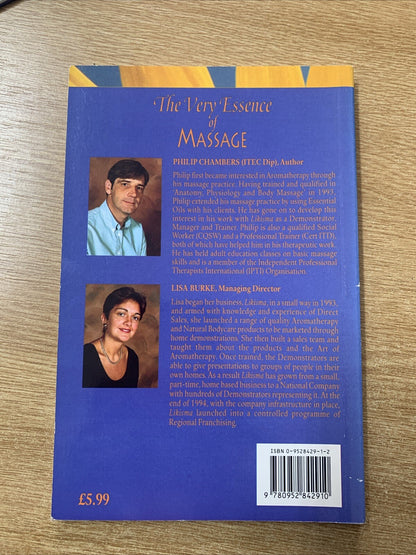 The Very Essence
of
MASSAGE
PHILIP CHAMBERS (ITEC Dip), Author
Philip first became interested in Aromatherapy through
his massage practice. Having trained and qualified in
'Anatomy, Physiology and Body Massage' in 1993,
Philip extended his massage practice by using Essential
Oils with his clients. He has gone on to develop this
interest in his work with Likisma as a Demonstrator,
Manager and Trainer. Philip is also a qualified Social
Worker (CQSW) and a Professional Trainer (Cert ITD),
both of which have helped him in his therapeutic work.
He has held adult education classes on basic massage
skills and is a member of the Independent Professional
Therapists International (IPTI) Organisation.
LISA BURKE, Managing Director
Lisa began her business, Likisma, in a small way in 1993,
and armed with knowledge and experience of Direct
Sales, she launched a range of quality Aromatherapy
and Natural Bodycare products to be marketed through
home demonstrations. She then built a sales team and
taught them about the products and the Art of
Aromatherapy. Once trained, the Demonstrators are
able to give presentations to groups of people in their
own homes. As a result Likisma has grown from a small,
part-time, home based business to a National Company
with hundreds of Demonstrators representing it. At the
end of 1994, with the company infrastructure in place,
Likisma launched into a controlled programme of
Regional Franchising.
ISBN 0-9528429-1-2
9 780952 842910
£5.99